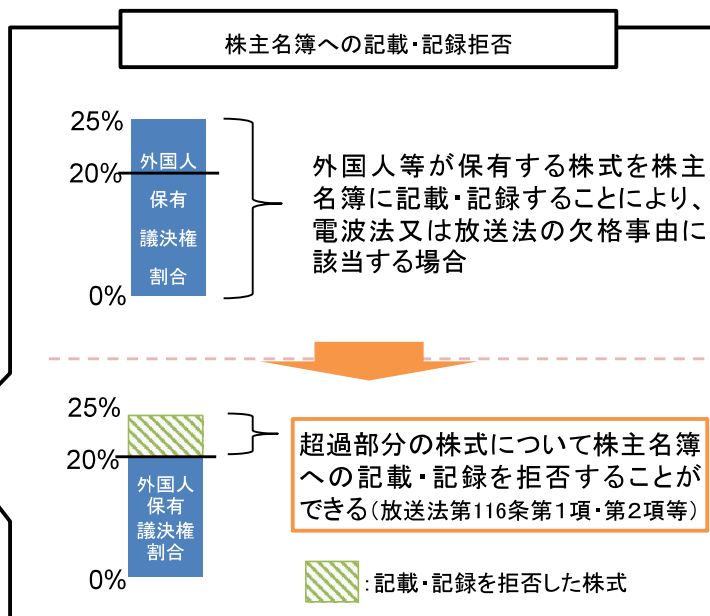 株主名簿への記載・記録拒否
25%
20%
0%
外国人
保有
議決権
割合
外国人等が保有する株式を株主
名簿に記載・記録することにより、
電波法又は放送法の欠格事由に
該当する場合
25%
20%
0%
外国人
保有
議決権
割合
超過部分の株式について株主名簿
への記載・記録を拒否することが
できる(放送法第116条第1項・第2項等)
:記載・記録を拒否した株式